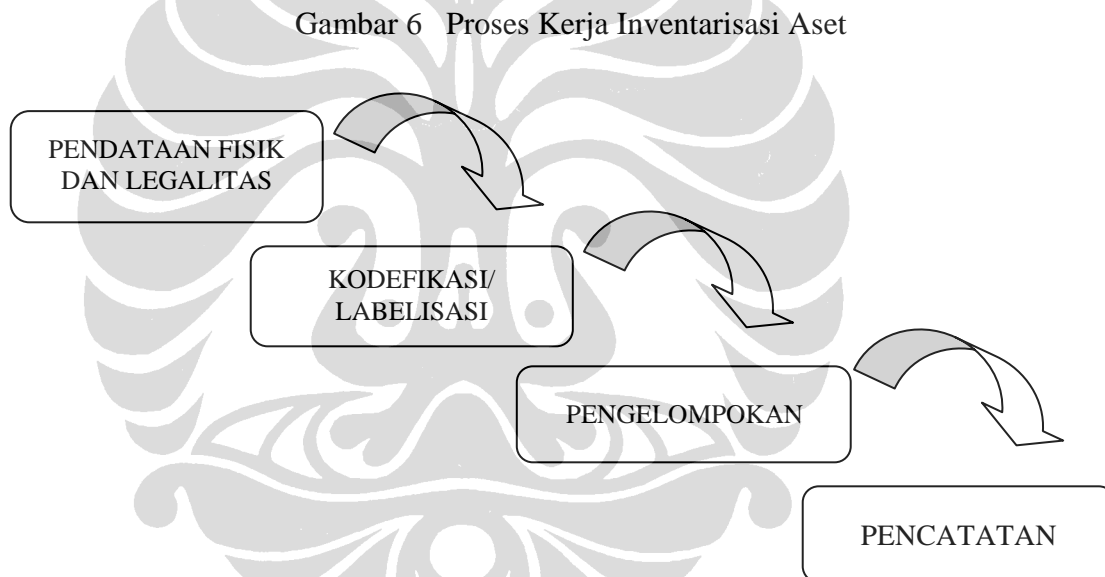 Gambar 6 Proses Kerja Inventarisasi Aset
PENDATAAN FISIK
DAN LEGALITAS
KODEFIKASI/
LABELISASI
PENGELOMPOKAN
PENCATATAN